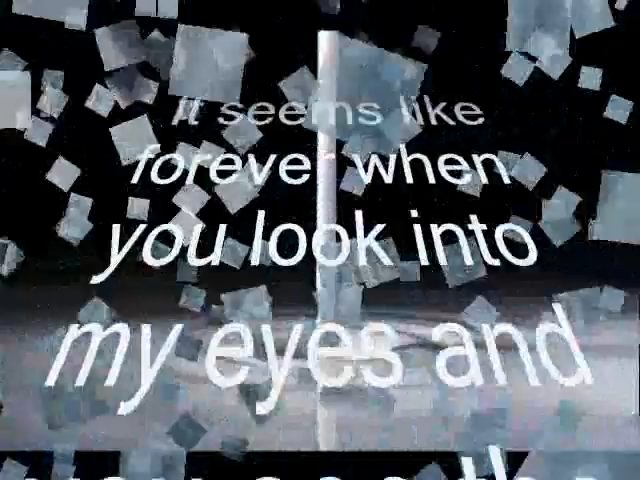 It seems like
forever when
you look into
my eyes and